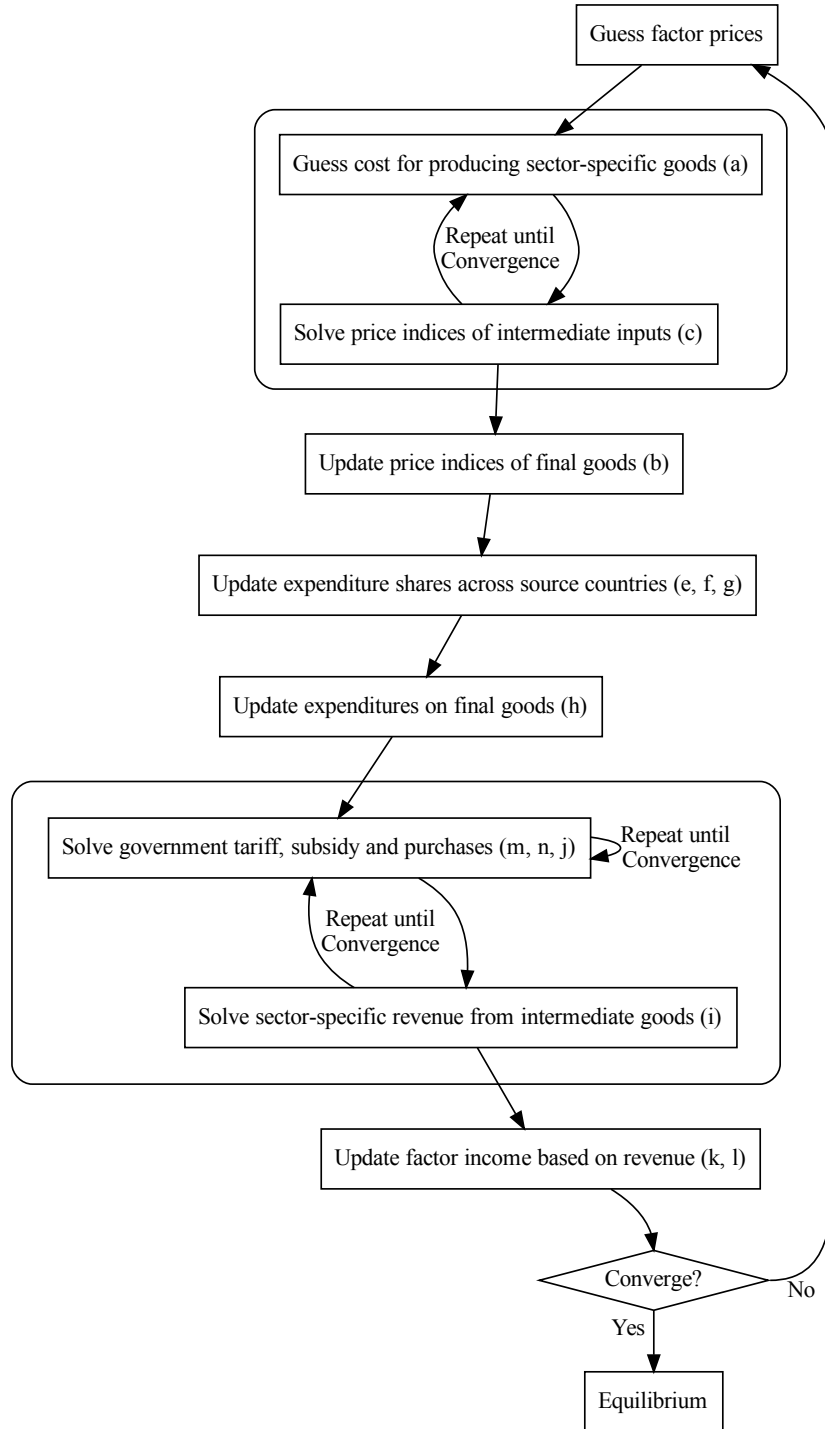 Guess factor prices
Guess cost for producing sector-specific goods (a)
Repeat until
Convergence
Solve price indices of intermediate inputs (c)
Update price indices of final goods (b)
Update expenditure shares across source countries (e, f, g)
Update expenditures on final goods (h)
Solve government tariff, subsidy and purchases (m, n, j)
Repeat until
Convergence
Repeat until
Convergence
Solve sector-specific revenue from intermediate goods (i)
Update factor income based on revenue (k, l)
Converge?
No
Yes
Equilibrium